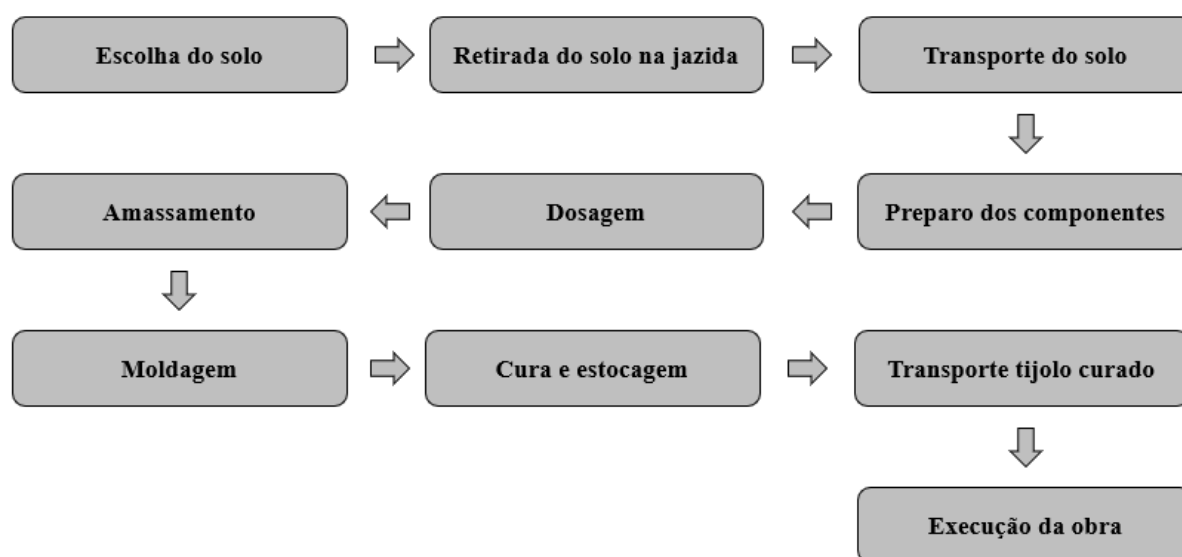 Escolha do solo
Retirada do solo na jazida
Transporte do solo
Preparo dos componentes
Dosagem
Amassamento
Moldagem
Cura e estocagem
Transporte tijolo curado
Execução da obra